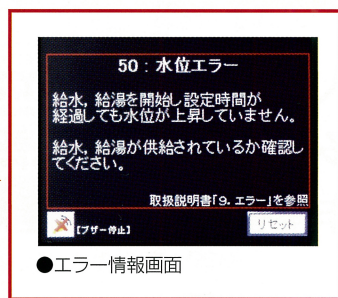 50：水位エラー
給水，給湯を開始し設定時間が
経過しても水位が上昇していません。
給水，給湯が供給されているか確認し
てください。
取扱説明書「9．エラー」を参照
【ブザー停止】
リセット
●エラー情報画面